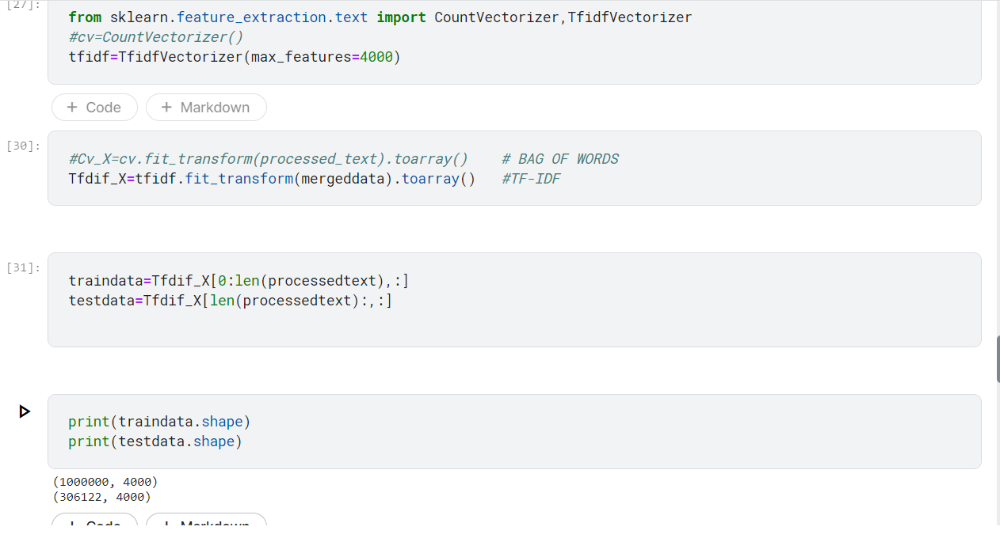 [27]:
from sklearn.feature_extraction.text import CountVectorizer,TfidfVectorizer
#cv=CountVectorizer()
tfidf=TfidfVectorizer(max_features=4000)
+ Code + Markdown
[30]:
#Cv_X=cv.fit_transform(processed_text).toarray() # BAG OF WORDS
Tfdif_X=tfidf.fit_transform(mergeddata).toarray() #TF-IDF
[31]:
traindata=Tfdif_X[0:len(processedtext),:]
testdata=Tfdif_X[len(processedtext):,:]
print(traindata.shape)
print(testdata.shape)
(1000000, 4000)
(306122, 4000)
+ Code + Markdown